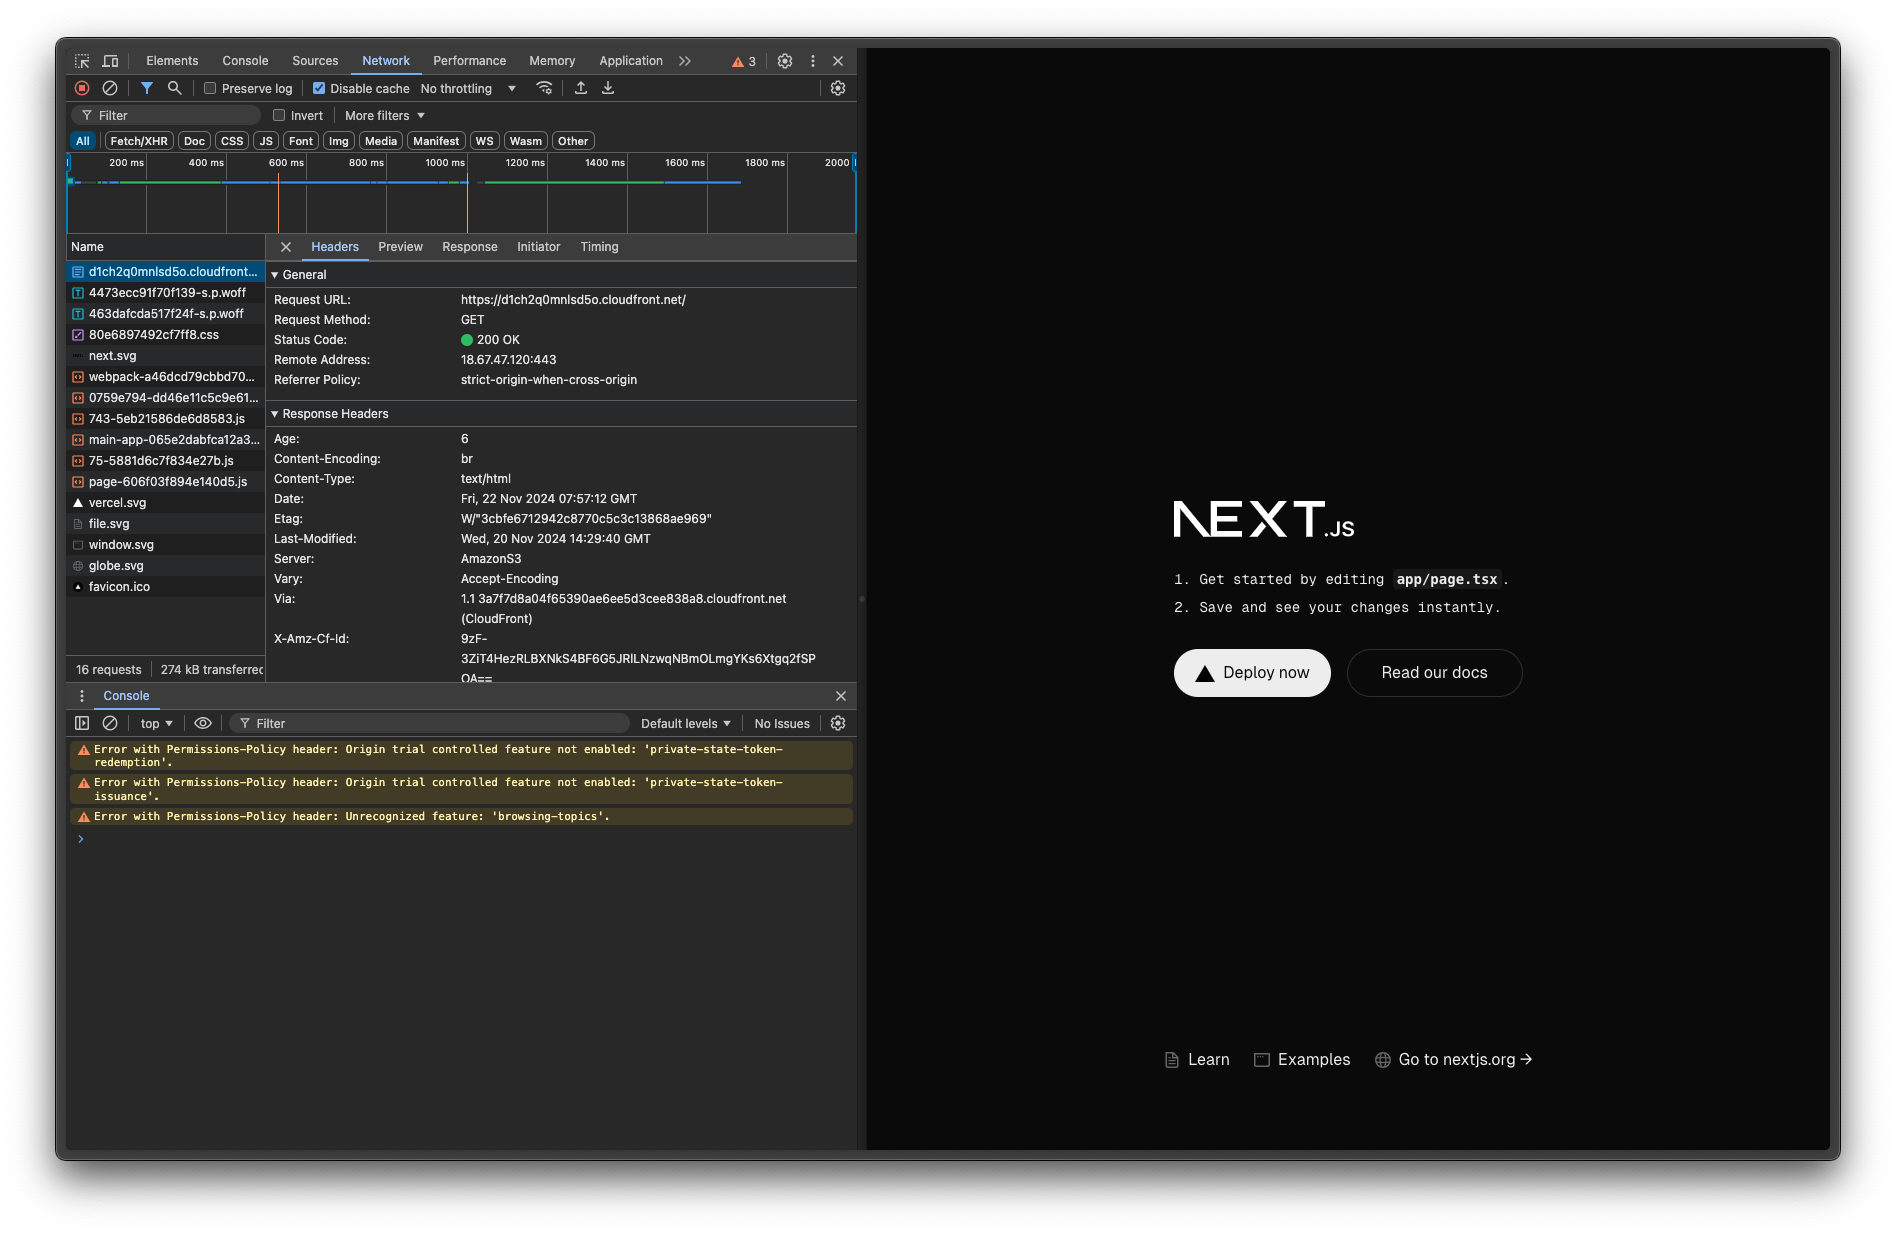 Elements Console Sources Network Performance Memory Application 3
Preserve log Disable cache No throttling
Filter Invert More filters
All Fetch/XHR Doc CSS JS Font Img Media Manifest WS Wasm Other
200 ms 400 ms 600 ms 800 ms 1000 ms 1200 ms 1400 ms 1600 ms 1800 ms 2000
Name
d1ch2q0mnlsd5o.cloudfront...
4473ecc91f70f139-s.p.woff
463dafcda517f24f-s.p.woff
80e6897492cf7ff8.css
next.svg
webpack-a46dcd79cbbd70...
0759e794-dd46e11c5c9e61...
743-5eb21586de6d8583.js
main-app-065e2dabfca12a3...
75-5881d6c7f834e27b.js
page-606f03f894e140d5.js
vercel.svg
file.svg
window.svg
globe.svg
favicon.ico
16 requests 274 kB transferred
Headers Preview Response Initiator Timing
General
Request URL: https://d1ch2q0mnlsd5o.cloudfront.net/
Request Method: GET
Status Code: 200 OK
Remote Address: 18.67.47.120:443
Referrer Policy: strict-origin-when-cross-origin
Response Headers
Age: 6
Content-Encoding: br
Content-Type: text/html
Date: Fri, 22 Nov 2024 07:57:12 GMT
Etag: W/"3cbfe6712942c8770c5c3c13868ae969"
Last-Modified: Wed, 20 Nov 2024 14:29:40 GMT
Server: AmazonS3
Vary: Accept-Encoding
Via: 1.1 3a7f7d8a04f65390ae6ee5d3cee838a8.cloudfront.net
(CloudFront)
X-Amz-Cf-Id: 9zF-
3ZiT4HezRLBXNkS4BF6G5JRlLNzwqNBmOLmgYKs6Xtgq2fSP
OA==
Console
top Filter Default levels No Issues
Error with Permissions-Policy header: Origin trial controlled feature not enabled: 'private-state-token-
redemption'.
Error with Permissions-Policy header: Origin trial controlled feature not enabled: 'private-state-token-
issuance'.
Error with Permissions-Policy header: Unrecognized feature: 'browsing-topics'.
NEXT.JS
1. Get started by editing app/page.tsx.
2. Save and see your changes instantly.
Deploy now Read our docs
Learn Examples Go to nextjs.org →